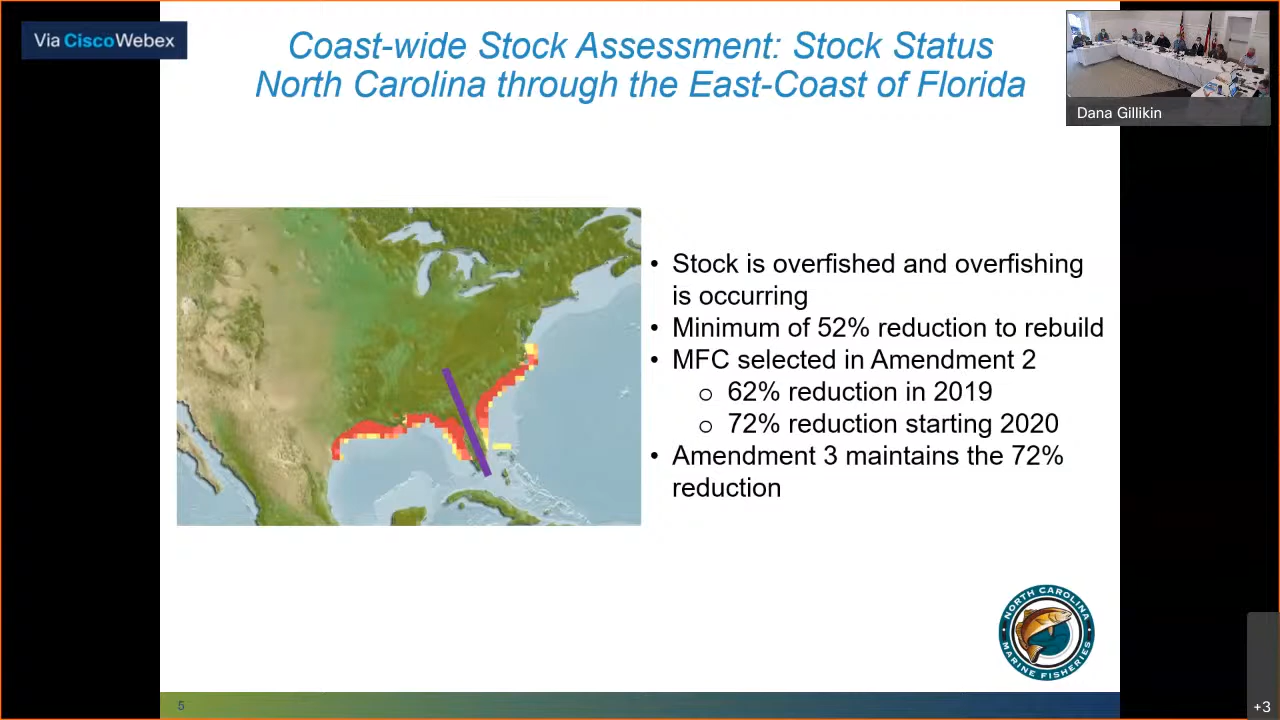 Via Cisco Webex
Coast-wide Stock Assessment: Stock Status
North Carolina through the East-Coast of Florida
Dana Gillikin
• Stock is overfished and overfishing
is occurring
• Minimum of 52% reduction to rebuild
• MFC selected in Amendment 2
o 62% reduction in 2019
o 72% reduction starting 2020
• Amendment 3 maintains the 72%
reduction
NORTH CAROLINA
MARINE FISHERIES
5
+3